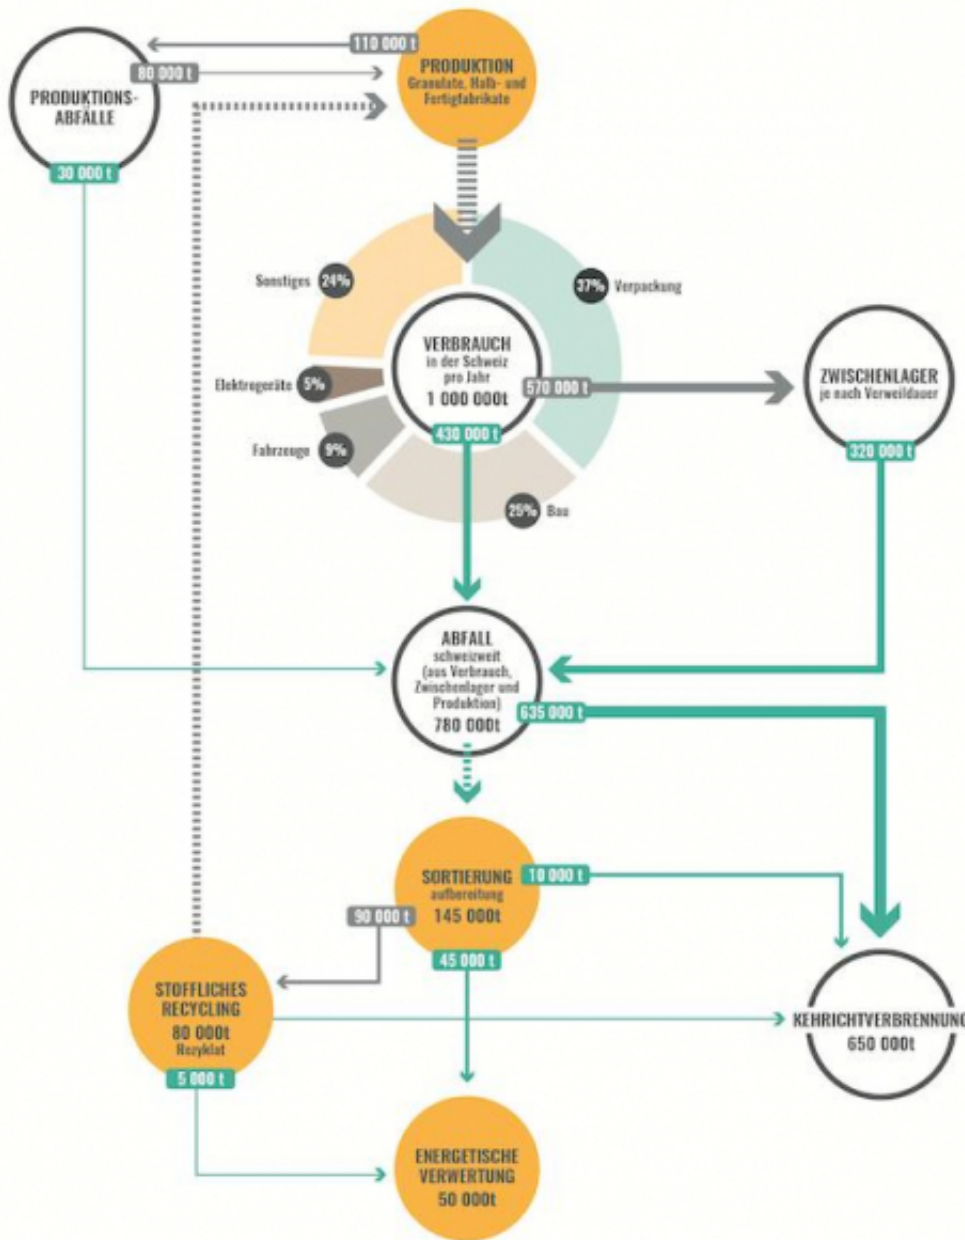 110 000 t
80 000 t
PRODUKTION
Granulate, Halb- und
Fertigfabrikate
PRODUKTIONS-
ABFÄLLE
30 000 t
Sonstiges 24%
37% Verpackung
Elektrogeräte 5%
Fahrzeuge 9%
25% Bau
VERBRAUCH
in der Schweiz
pro Jahr
1 000 000t
570 000 t
430 000 t
ZWISCHENLAGER
je nach Verweildauer
320 000 t
ABFALL
schweizweit
(aus Verbrauch,
Zwischenlager und
Produktion)
780 000t
635 000 t
SORTIERUNG
aufbereitung
145 000t
10 000 t
90 000 t
45 000 t
STOFFLICHES
RECYCLING
80 000t
Rezyklat
5 000 t
KEHRICHTVERBRENNUNG
650 000t
ENERGETISCHE
VERWERTUNG
50 000t